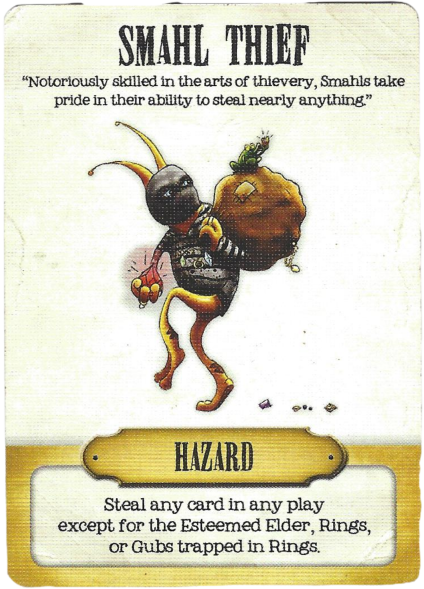 SMAHL THIEF
“Notoriously skilled in the arts of thievery, Smahls take
pride in their ability to steal nearly anything.”
HAZARD
Steal any card in any play
except for the Esteemed Elder, Rings,
or Gubs trapped in Rings.